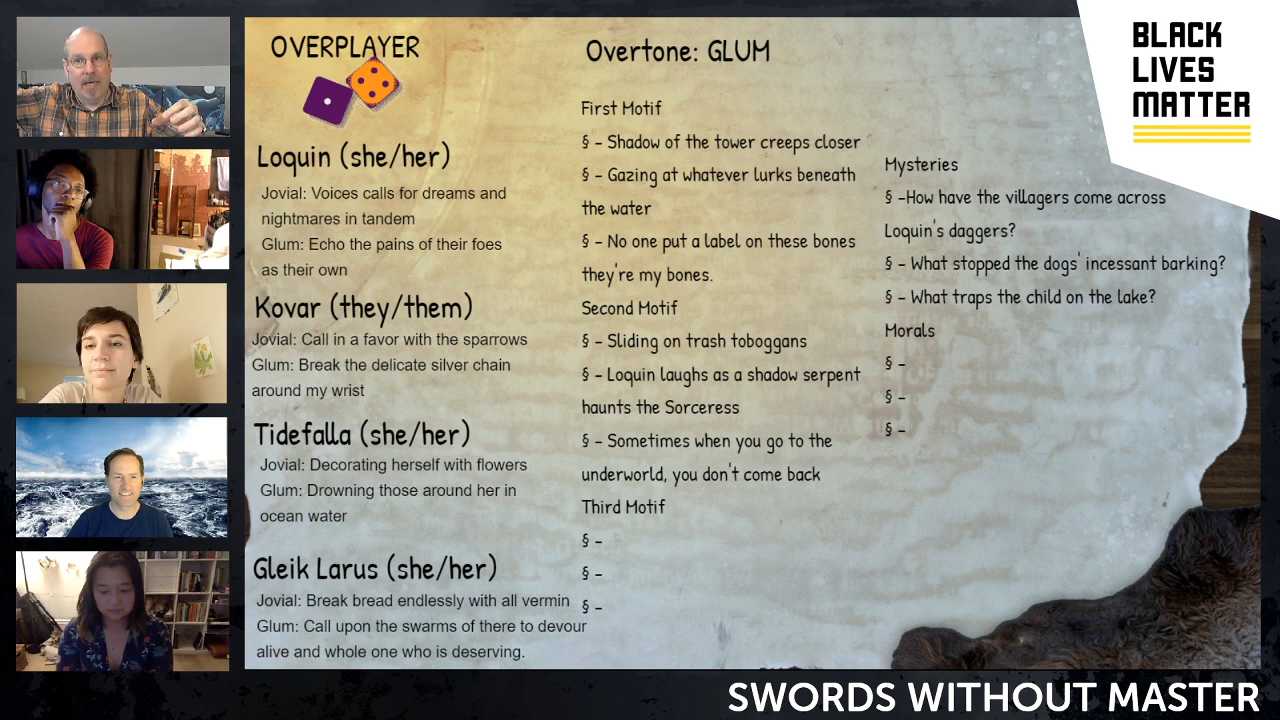 OVERPLAYER
Loquin (she/her)
Jovial: Voices calls for dreams and
nightmares in tandem
Glum: Echo the pains of their foes
as their own
Kovar (they/them)
Jovial: Call in a favor with the sparrows
Glum: Break the delicate silver chain
around my wrist
Tidefalla (she/her)
Jovial: Decorating herself with flowers
Glum: Drowning those around her in
ocean water
Gleik Larus (she/her)
Jovial: Break bread endlessly with all vermin
Glum: Call upon the swarms of there to devour
alive and whole one who is deserving.
Overtone: GLUM
First Motif
§ - Shadow of the tower creeps closer
§ - Gazing at whatever lurks beneath
the water
§ - No one put a label on these bones
they're my bones.
Second Motif
§ - Sliding on trash toboggans
§ - Loquin laughs as a shadow serpent
haunts the Sorceress
§ - Sometimes when you go to the
underworld, you don't come back
Third Motif
§ -
§ -
§ -
Mysteries
§ -How have the villagers come across
Loquin's daggers?
§ - What stopped the dogs' incessant barking?
§ - What traps the child on the lake?
Morals
§ -
§ -
§ -
BLACK
LIVES
MATTER
SWORDS WITHOUT MASTER